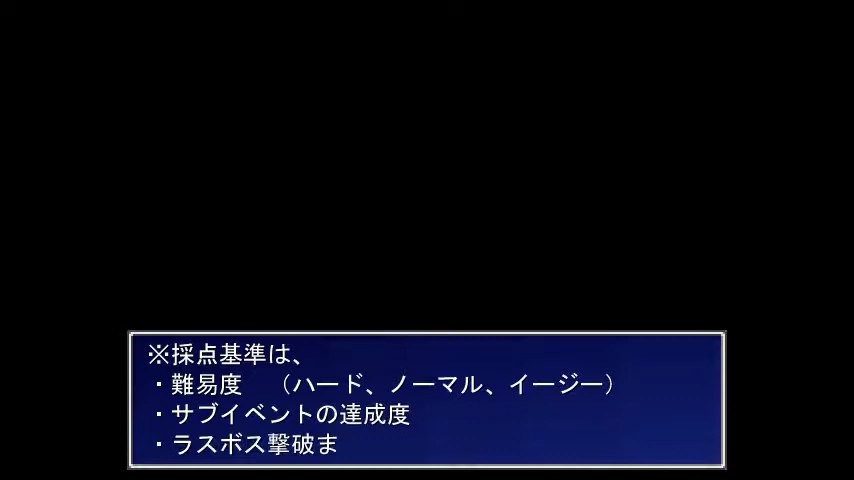 ※採点基準は、
・難易度　（ハード、ノーマル、イージー）
・サブイベントの達成度
・ラスボス撃破ま